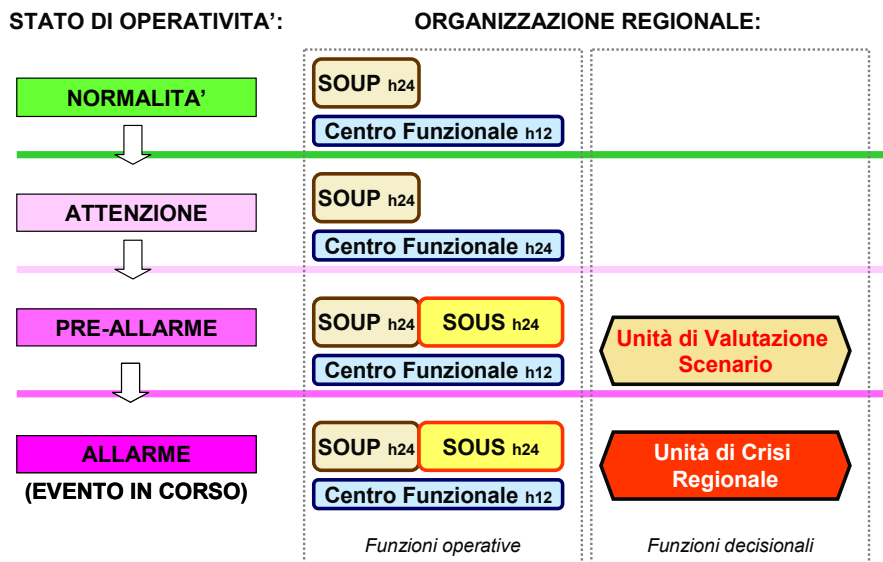 STATO DI OPERATIVITA’:
ORGANIZZAZIONE REGIONALE:
NORMALITA’
SOUP h24
Centro Funzionale h12
ATTENZIONE
SOUP h24
Centro Funzionale h24
PRE-ALLARME
SOUP h24
SOUS h24
Centro Funzionale h12
Unità di Valutazione
Scenario
ALLARME
(EVENTO IN CORSO)
SOUP h24
SOUS h24
Centro Funzionale h12
Unità di Crisi
Regionale
Funzioni operative
Funzioni decisionali